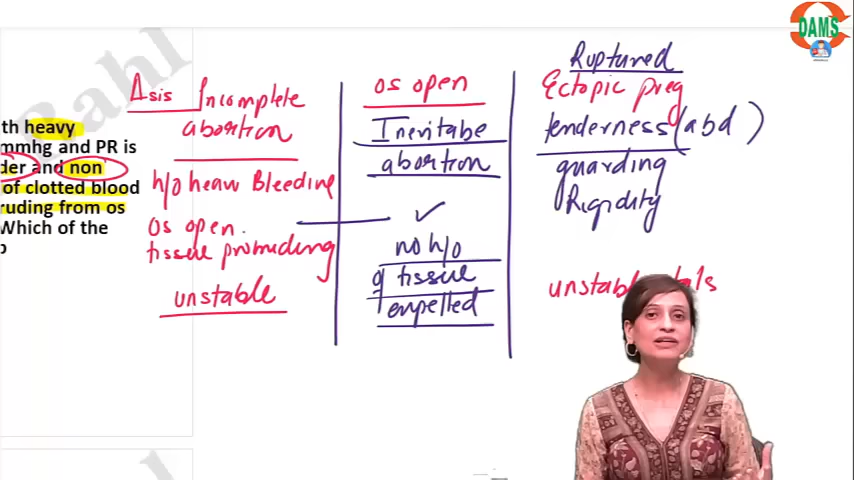 DAMS
th heavy
mmhg and PR is
der and non
of clotted blood
ruding from os
Which of the
Δsis Incomplete
abortion
h/o heavy Bleeding
os open.
tissue protruding
unstable
os open
Inevitabe
abortion
✓
no h/o
of tissue
expelled
Ruptured
Ectopic preg
tenderness (abd)
guarding
Rigidity